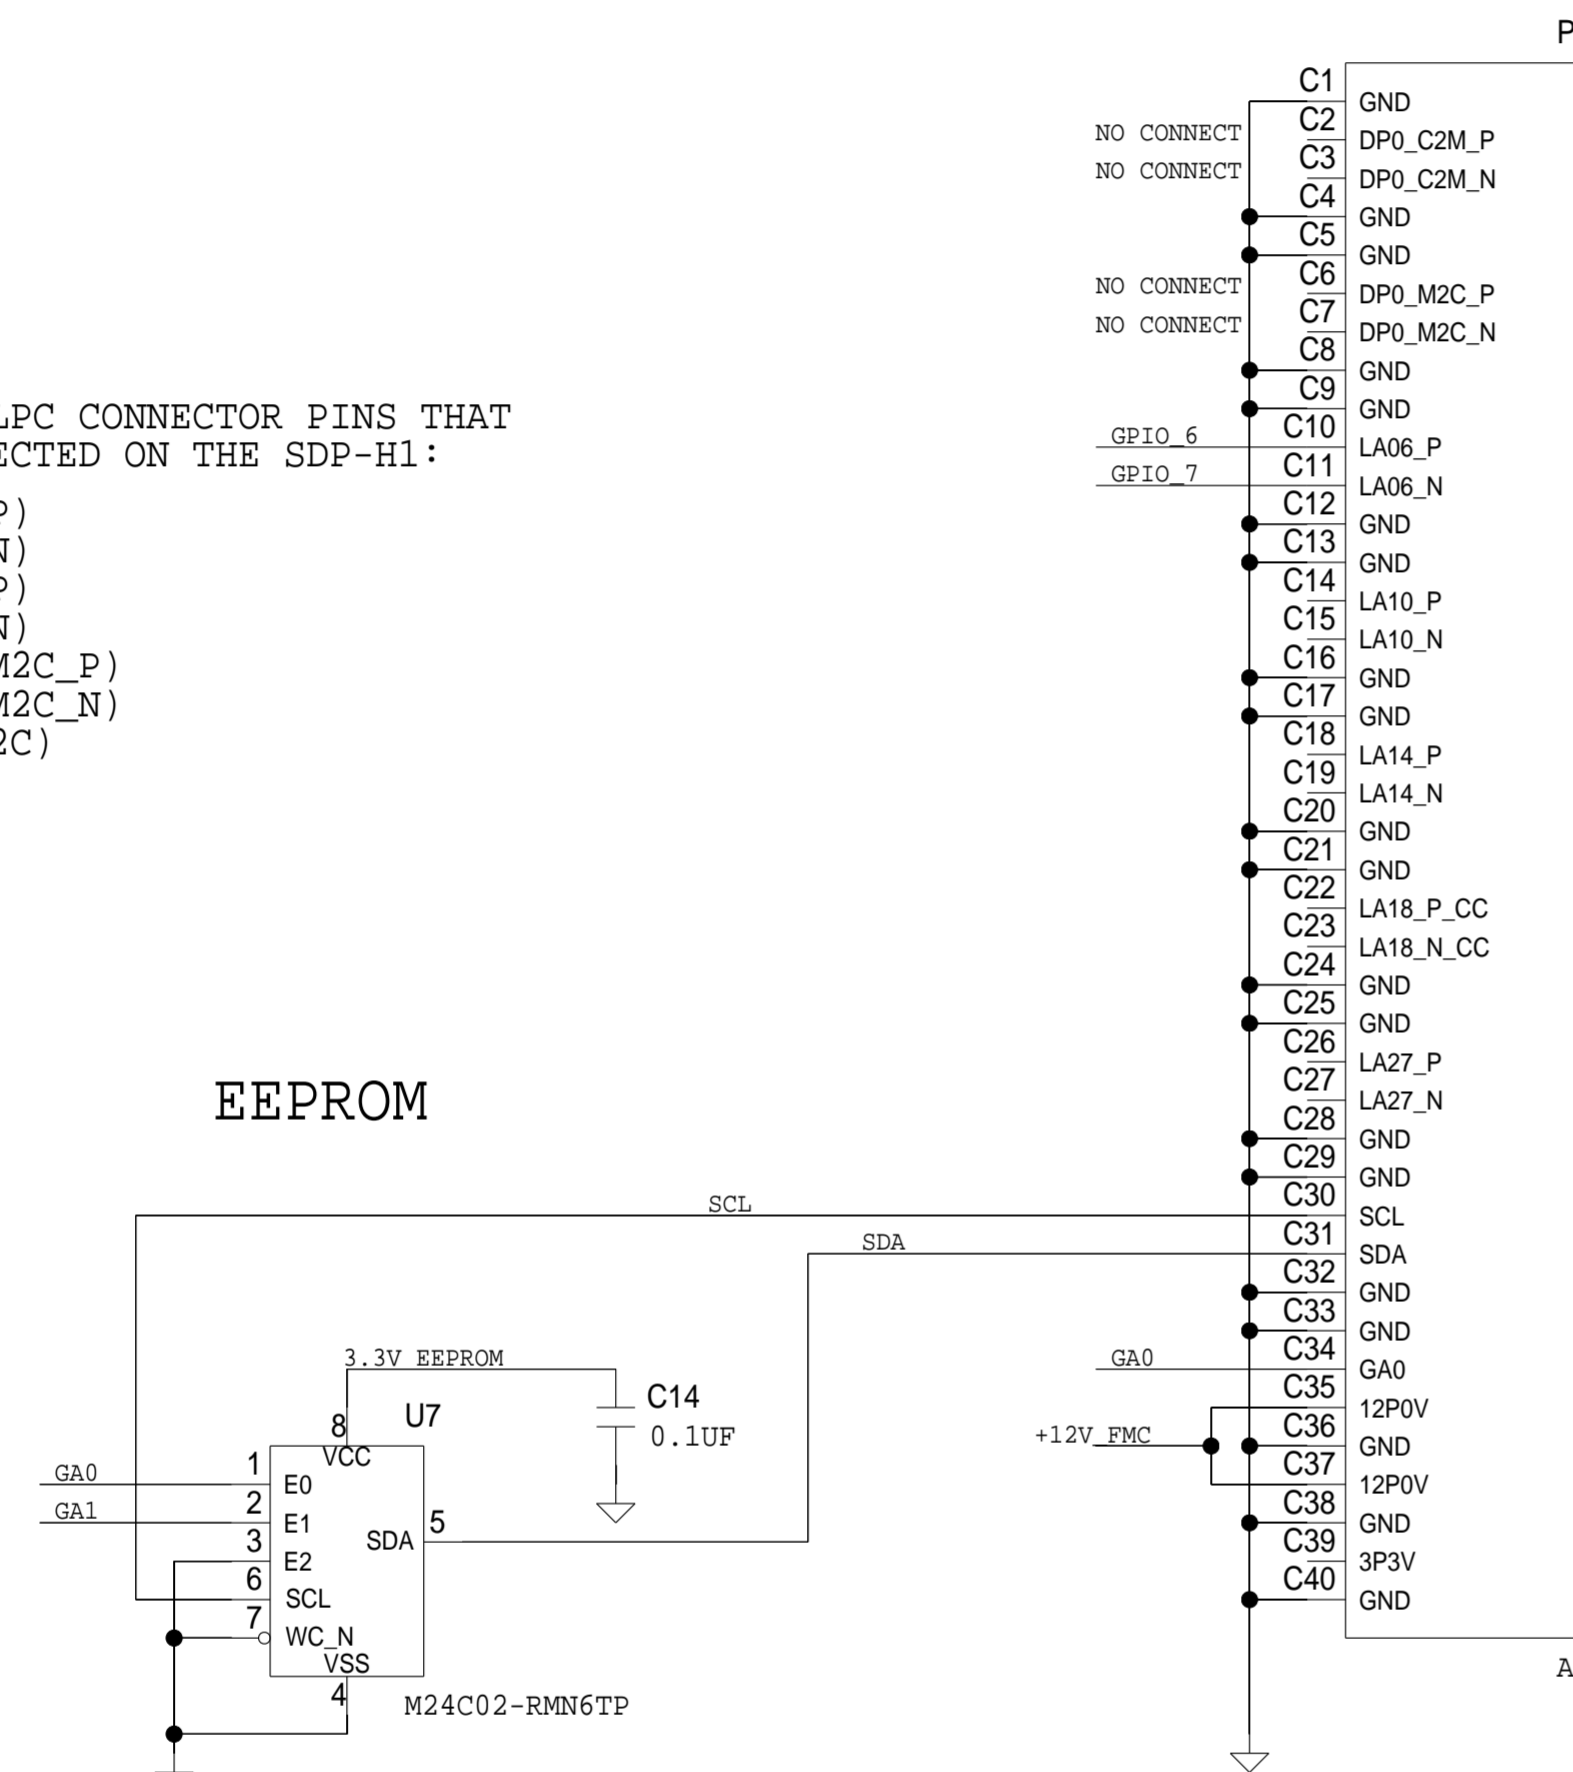 P
C1 GND
NO CONNECT C2 DP0_C2M_P
NO CONNECT C3 DP0_C2M_N
C4 GND
C5 GND
NO CONNECT C6 DP0_M2C_P
NO CONNECT C7 DP0_M2C_N
C8 GND
C9 GND
GPIO_6 C10 LA06_P
GPIO_7 C11 LA06_N
C12 GND
C13 GND
C14 LA10_P
C15 LA10_N
C16 GND
C17 GND
C18 LA14_P
C19 LA14_N
C20 GND
C21 GND
C22 LA18_P_CC
C23 LA18_N_CC
C24 GND
C25 GND
C26 LA27_P
C27 LA27_N
C28 GND
C29 GND
SCL C30 SCL
SDA C31 SDA
C32 GND
C33 GND
GA0 C34 GA0
C35 12P0V
+12V_FMC C36 GND
C37 12P0V
C38 GND
C39 3P3V
C40 GND
A
LPC CONNECTOR PINS THAT
ECTED ON THE SDP-H1:
P)
N)
P)
N)
M2C_P)
M2C_N)
2C)
EEPROM
3.3V_EEPROM
C14
0.1UF
U7
8
VCC
GA0 1 E0
GA1 2 E1
3 E2
SDA 5
6 SCL
7 WC_N
VSS
4
M24C02-RMN6TP